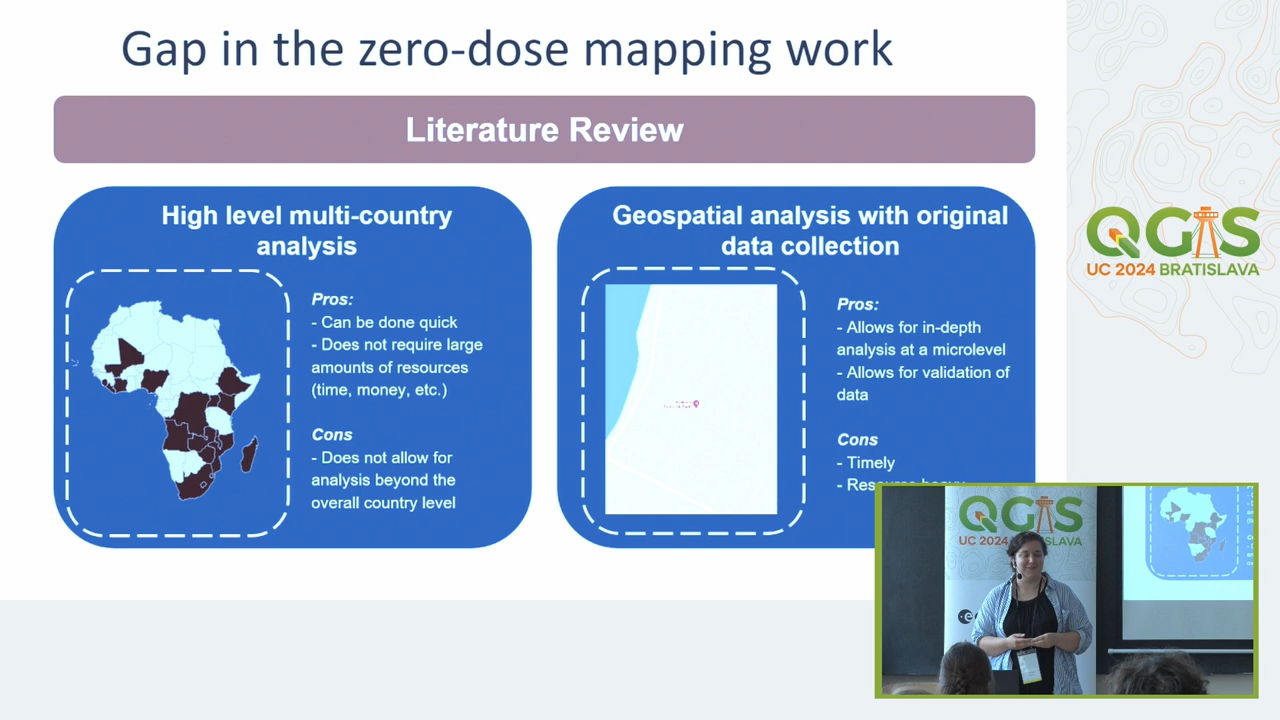 Gap in the zero-dose mapping work
Literature Review
High level multi-country
analysis
Pros:
- Can be done quick
- Does not require large
amounts of resources
(time, money, etc.)
Cons
- Does not allow for
analysis beyond the
overall country level
Geospatial analysis with original
data collection
Pros:
- Allows for in-depth
analysis at a microlevel
- Allows for validation of
data
Cons
- Timely
- Resource heavy
QGIS
UC 2024 BRATISLAVA
QGIS
UC 2024